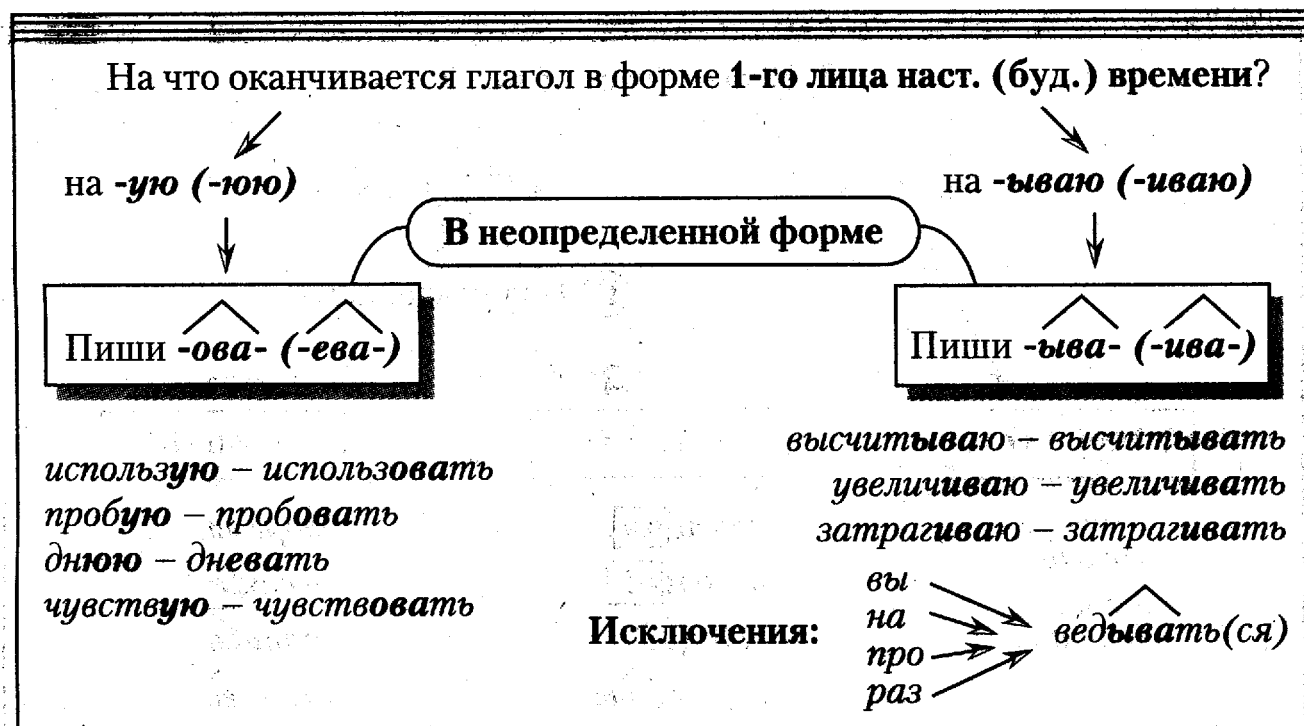 На что оканчивается глагол в форме 1-го лица наст. (буд.) времени?
на -ую (-юю)
на -ываю (-иваю)
В неопределенной форме
Пиши -ова- (-ева-)
Пиши -ыва- (-ива-)
использую – использовать
пробую – пробовать
днюю – дневать
чувствую – чувствовать
высчитываю – высчитывать
увеличиваю – увеличивать
затрагиваю – затрагивать
Исключения:
вы
на
про
раз
ведывать(ся)